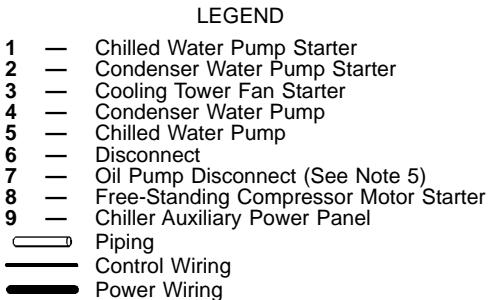 LEGEND
1 — Chilled Water Pump Starter
2 — Condenser Water Pump Starter
3 — Cooling Tower Fan Starter
4 — Condenser Water Pump
5 — Chilled Water Pump
6 — Disconnect
7 — Oil Pump Disconnect (See Note 5)
8 — Free-Standing Compressor Motor Starter
9 — Chiller Auxiliary Power Panel
Piping
Control Wiring
Power Wiring